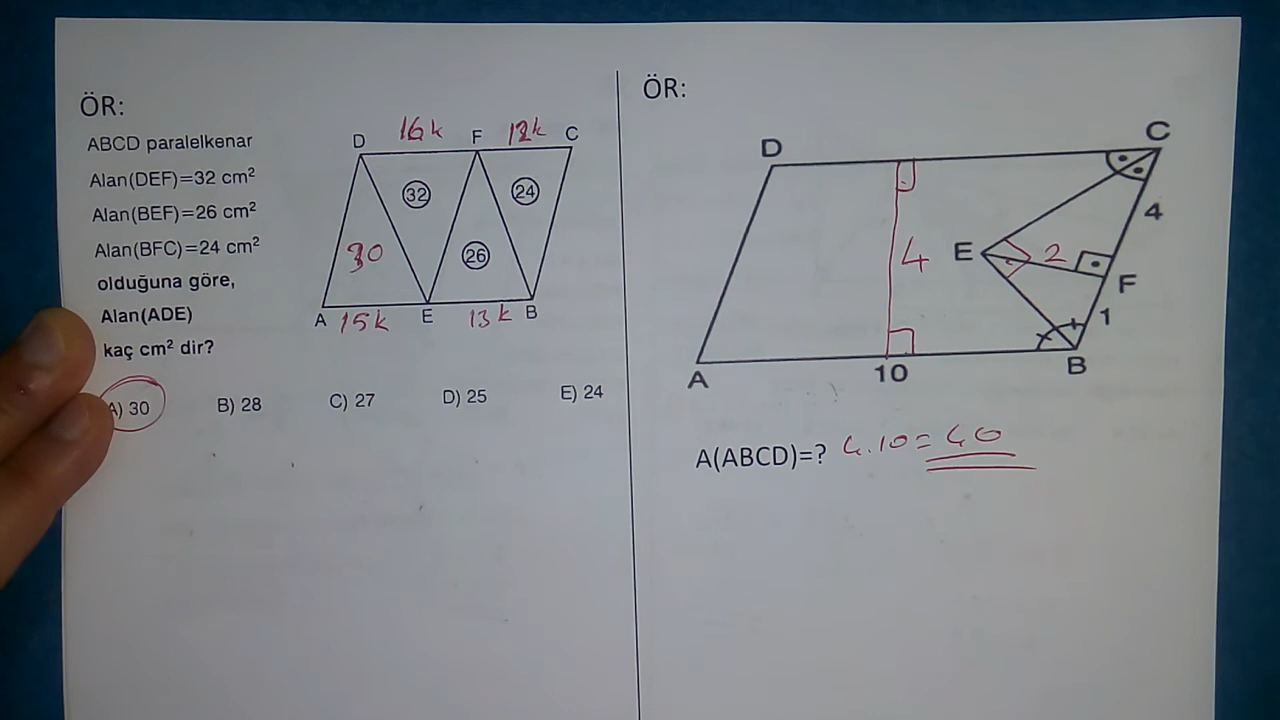 ÖR:
ABCD paralelkenar
Alan(DEF)=32 cm²
Alan(BEF)=26 cm²
Alan(BFC)=24 cm²
olduğuna göre,
Alan(ADE)
kaç cm² dir?
16k 12k
D F C
32 24
30 26
A 15k E 13k B
A) 30 B) 28 C) 27 D) 25 E) 24
ÖR:
D C
4
4 E 2 F
1
A 10 B
A(ABCD)=? 4.10=40